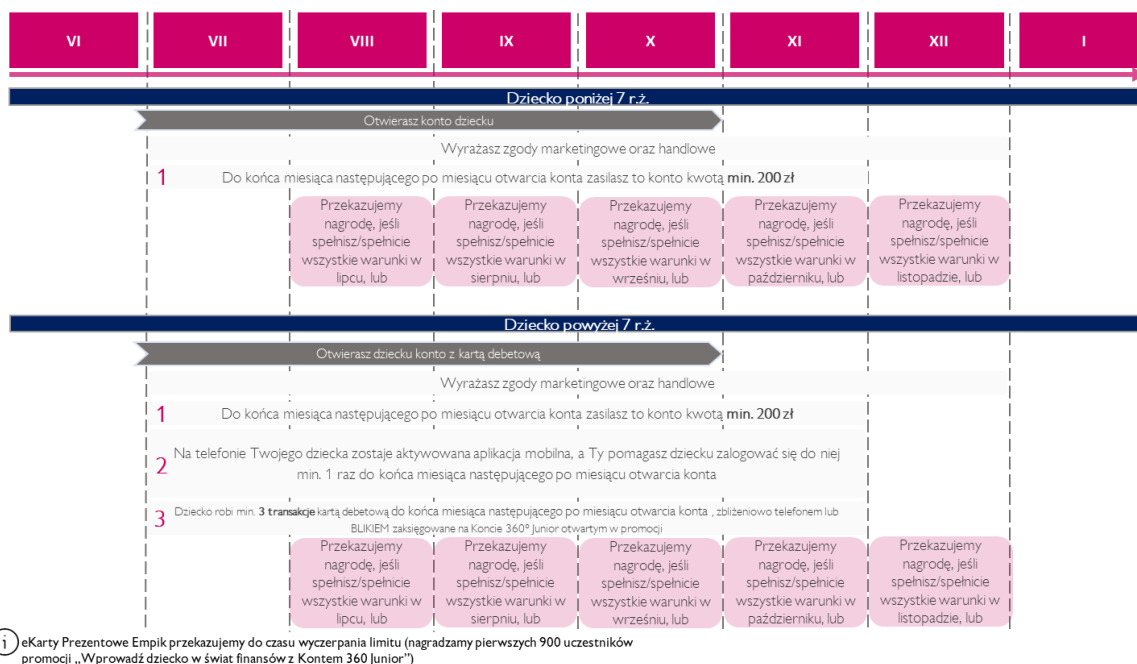 VI VII VIII IX X XI XII I
Dziecko poniżej 7 r.ż.
Otwierasz konto dziecku
Wyrażasz zgody marketingowe oraz handlowe
1 Do końca miesiąca następującego po miesiącu otwarcia konta zasilasz to konto kwotą min. 200 zł
Przekazujemy
nagrodę, jeśli
spełnisz/spełnicie
wszystkie warunki w
lipcu, lub
Przekazujemy
nagrodę, jeśli
spełnisz/spełnicie
wszystkie warunki w
sierpniu, lub
Przekazujemy
nagrodę, jeśli
spełnisz/spełnicie
wszystkie warunki w
wrześniu, lub
Przekazujemy
nagrodę, jeśli
spełnisz/spełnicie
wszystkie warunki w
październiku, lub
Przekazujemy
nagrodę, jeśli
spełnisz/spełnicie
wszystkie warunki w
listopadzie, lub
Dziecko powyżej 7 r.ż.
Otwierasz dziecku konto z kartą debetową
Wyrażasz zgody marketingowe oraz handlowe
1 Do końca miesiąca następującego po miesiącu otwarcia konta zasilasz to konto kwotą min. 200 zł
2 Na telefonie Twojego dziecka zostaje aktywowana aplikacja mobilna, a Ty pomagasz dziecku zalogować się do niej
min. 1 raz do końca miesiąca następującego po miesiącu otwarcia konta
3 Dziecko robi min. 3 transakcje kartą debetową do końca miesiąca następującego po miesiącu otwarcia konta , zbliżeniowo telefonem lub
BLIKIEM zaksięgowane na Koncie 360º Junior otwartym w promocji
Przekazujemy
nagrodę, jeśli
spełnisz/spełnicie
wszystkie warunki w
lipcu, lub
Przekazujemy
nagrodę, jeśli
spełnisz/spełnicie
wszystkie warunki w
sierpniu, lub
Przekazujemy
nagrodę, jeśli
spełnisz/spełnicie
wszystkie warunki w
wrześniu, lub
Przekazujemy
nagrodę, jeśli
spełnisz/spełnicie
wszystkie warunki w
październiku, lub
Przekazujemy
nagrodę, jeśli
spełnisz/spełnicie
wszystkie warunki w
listopadzie, lub
i eKarty Prezentowe Empik przekazujemy do czasu wyczerpania limitu (nagradzamy pierwszych 900 uczestników
promocji „Wprowadź dziecko w świat finansów z Kontem 360 Junior")